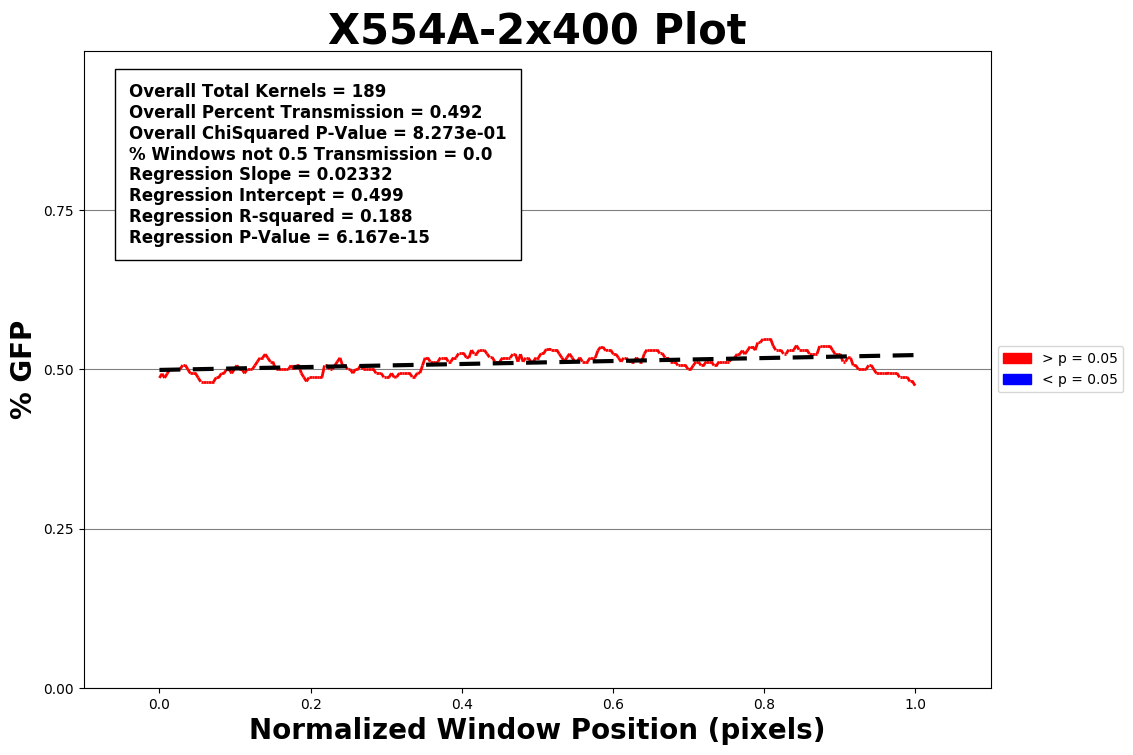 X554A-2x400 Plot
Overall Total Kernels = 189
Overall Percent Transmission = 0.492
Overall ChiSquared P-Value = 8.273e-01
% Windows not 0.5 Transmission = 0.0
Regression Slope = 0.02332
Regression Intercept = 0.499
Regression R-squared = 0.188
Regression P-Value = 6.167e-15
% GFP
0.75
0.50
0.25
0.00
> p = 0.05
< p = 0.05
0.0 0.2 0.4 0.6 0.8 1.0
Normalized Window Position (pixels)